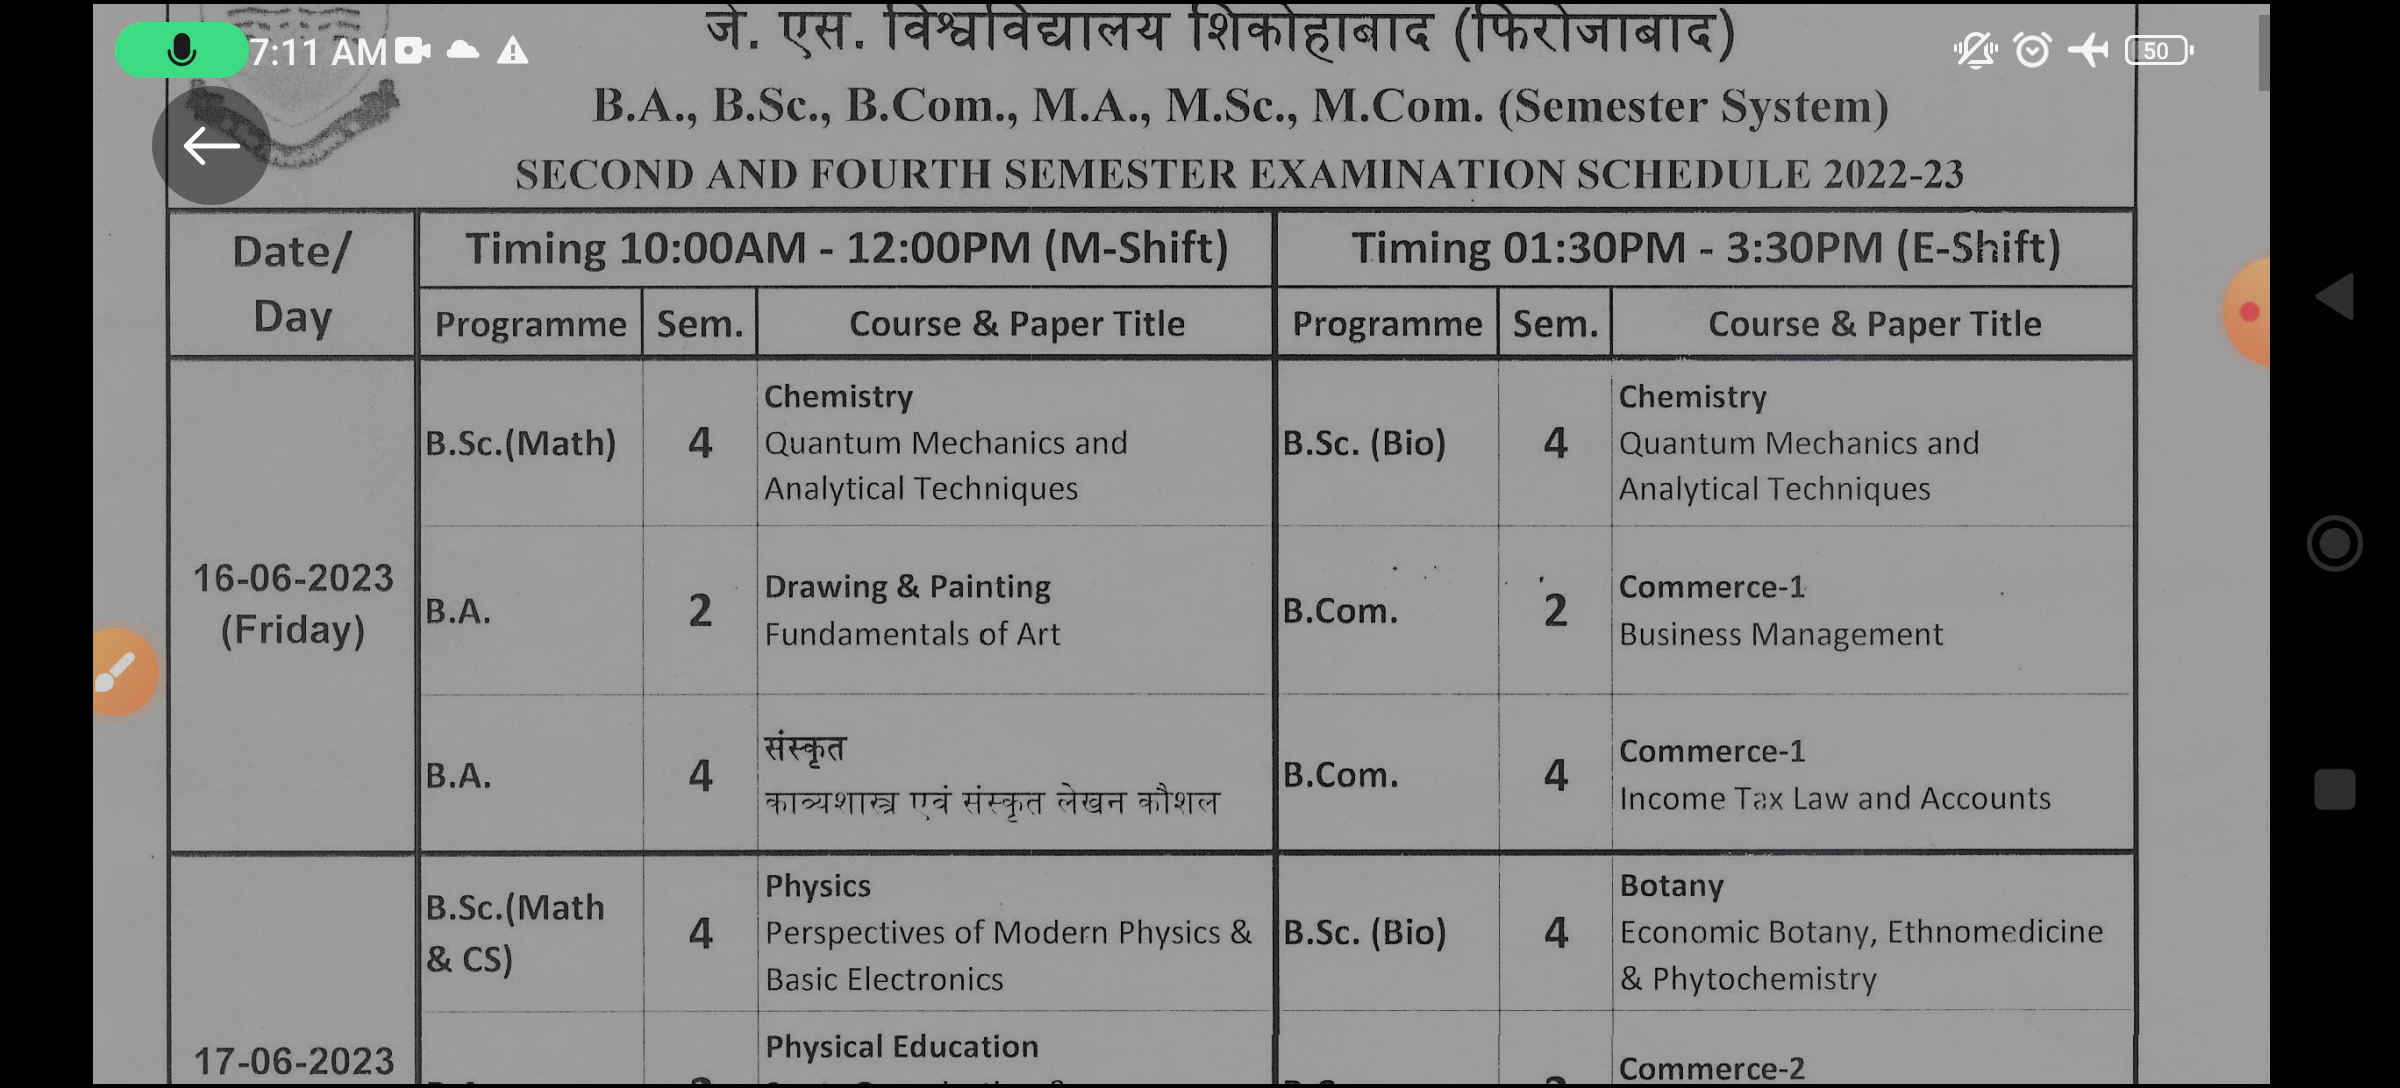 7:11 AM
50
जे. एस. विश्वविद्यालय शिकोहाबाद (फिरोजाबाद)
B.A., B.Sc., B.Com., M.A., M.Sc., M.Com. (Semester System)
SECOND AND FOURTH SEMESTER EXAMINATION SCHEDULE 2022-23
Date/
Day
Timing 10:00AM - 12:00PM (M-Shift)
Timing 01:30PM - 3:30PM (E-Shift)
Programme Sem. Course & Paper Title
Programme Sem. Course & Paper Title
16-06-2023
(Friday)
B.Sc.(Math) 4
Chemistry
Quantum Mechanics and
Analytical Techniques
B.Sc. (Bio) 4
Chemistry
Quantum Mechanics and
Analytical Techniques
B.A. 2
Drawing & Painting
Fundamentals of Art
B.Com. 2
Commerce-1
Business Management
B.A. 4
संस्कृत
काव्यशास्त्र एवं संस्कृत लेखन कौशल
B.Com. 4
Commerce-1
Income Tax Law and Accounts
17-06-2023
B.Sc.(Math
& CS)
4
Physics
Perspectives of Modern Physics &
Basic Electronics
B.Sc. (Bio) 4
Botany
Economic Botany, Ethnomedicine
& Phytochemistry
Physical Education
Commerce-2